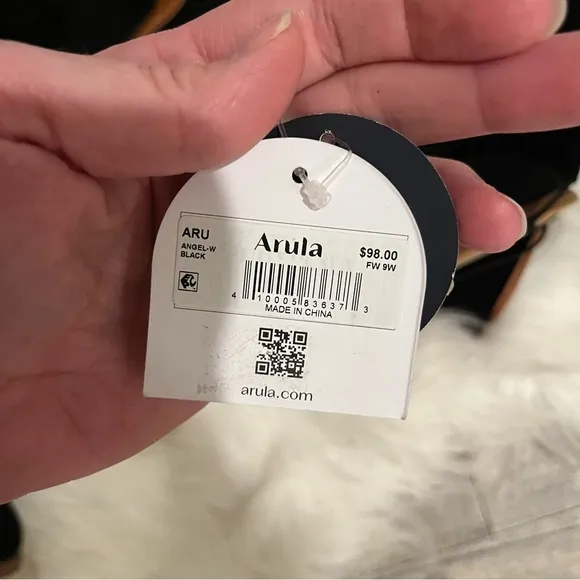 ARU
ANGEL-W
BLACK
Arula
$98.00
FW 9W
4 10005 83637 3
MADE IN CHINA
arula.com